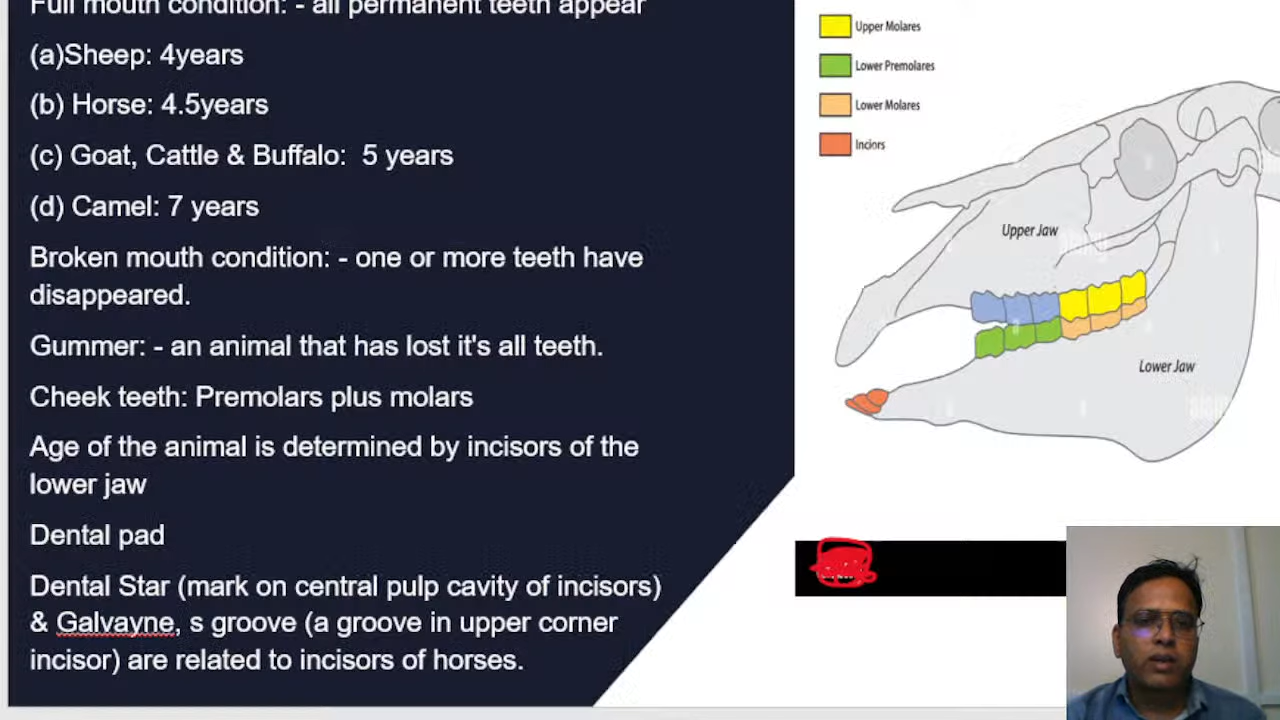 Full mouth condition: - all permanent teeth appear
(a)Sheep: 4years
(b) Horse: 4.5years
(c) Goat, Cattle & Buffalo:  5 years
(d) Camel: 7 years
Broken mouth condition: - one or more teeth have
disappeared.
Gummer: - an animal that has lost it's all teeth.
Cheek teeth: Premolars plus molars
Age of the animal is determined by incisors of the
lower jaw
Dental pad
Dental Star (mark on central pulp cavity of incisors)
& Galvayne, s groove (a groove in upper corner
incisor) are related to incisors of horses.
Upper Molares
Lower Premolares
Lower Molares
Inciors
Upper Jaw
Lower Jaw